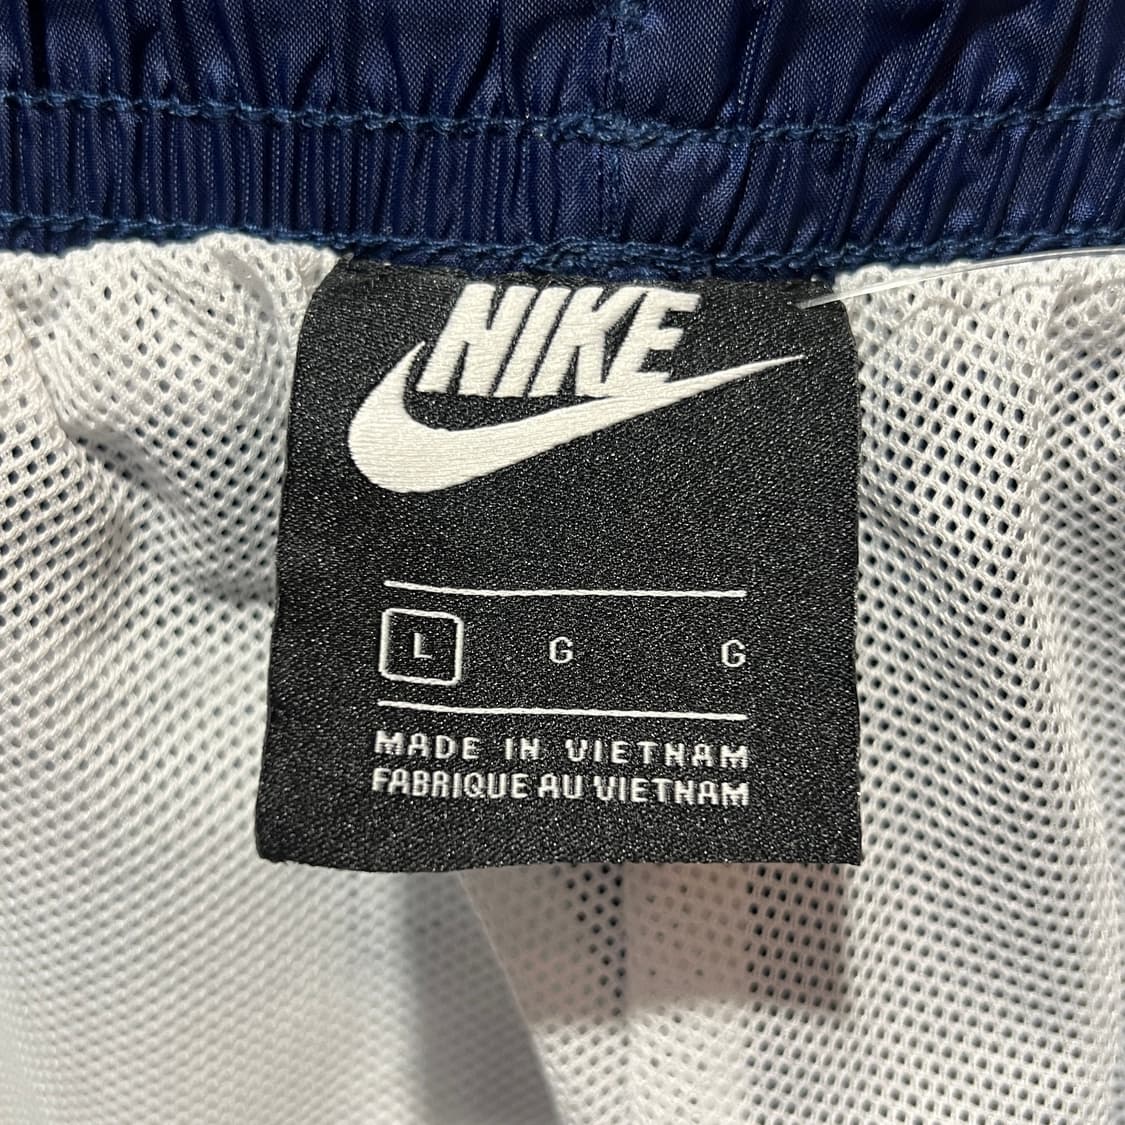 NIKE
L G G
MADE IN VIETNAM
FABRIQUE AU VIETNAM